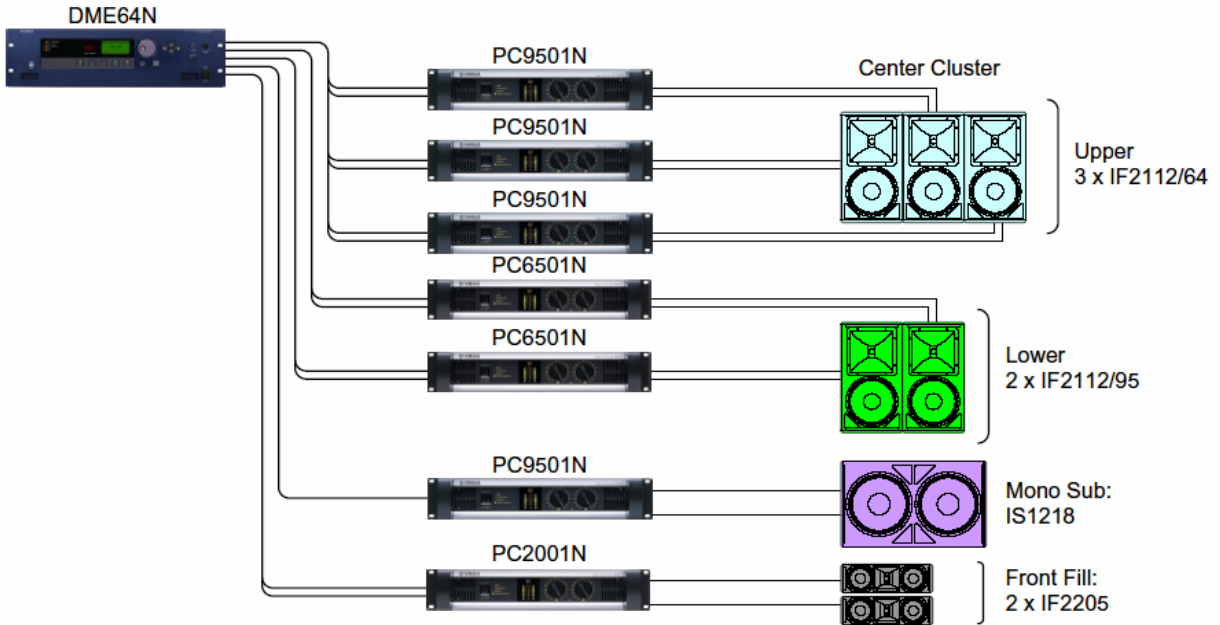 DME64N
PC9501N
Center Cluster
PC9501N
Upper
3 x IF2112/64
PC9501N
PC6501N
PC6501N
Lower
2 x IF2112/95
PC9501N
Mono Sub:
IS1218
PC2001N
Front Fill:
2 x IF2205